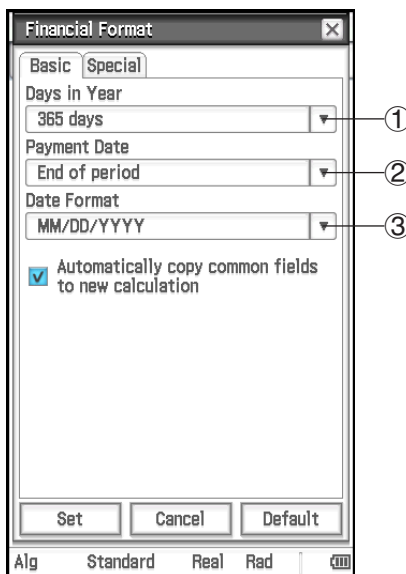 Financial Format
Basic Special
Days in Year
365 days ①
Payment Date
End of period ②
Date Format
MM/DD/YYYY ③
Automatically copy common fields
to new calculation
Set Cancel Default
Alg Standard Real Rad